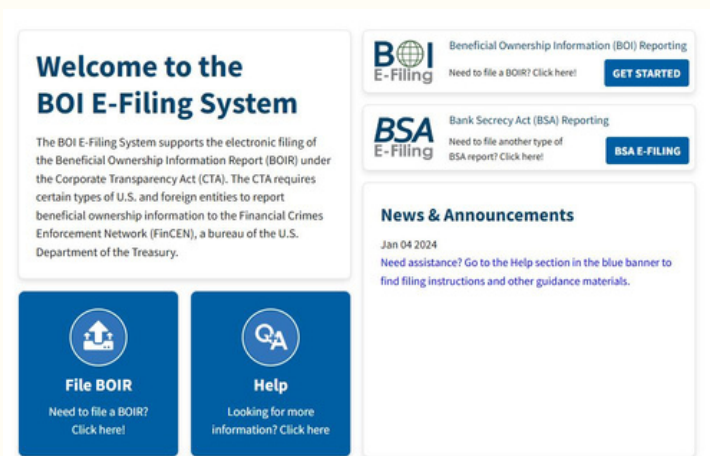 Welcome to the
BOI E-Filing System
The BOI E-Filing System supports the electronic filing of
the Beneficial Ownership Information Report (BOIR) under
the Corporate Transparency Act (CTA). The CTA requires
certain types of U.S. and foreign entities to report
beneficial ownership information to the Financial Crimes
Enforcement Network (FinCEN), a bureau of the U.S.
Department of the Treasury.
File BOIR
Need to file a BOIR?
Click here!
Q A
Help
Looking for more
information? Click here
BOI
E-Filing
Beneficial Ownership Information (BOI) Reporting
Need to file a BOIR? Click here!
GET STARTED
BSA
E-Filing
Bank Secrecy Act (BSA) Reporting
Need to file another type of
BSA report? Click here!
BSA E-FILING
News & Announcements
Jan 04 2024
Need assistance? Go to the Help section in the blue banner to
find filing instructions and other guidance materials.